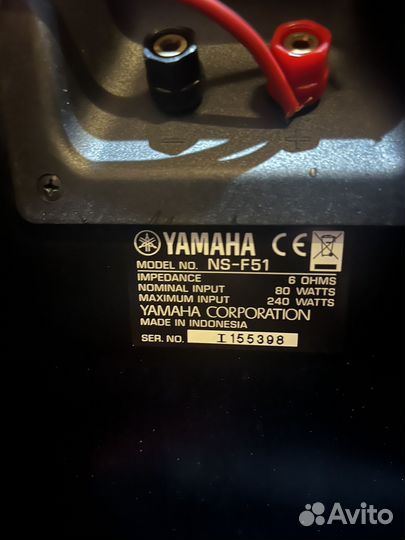 − +
YAMAHA CE
MODEL NO. NS-F51
IMPEDANCE 6 OHMS
NOMINAL INPUT 80 WATTS
MAXIMUM INPUT 240 WATTS
YAMAHA CORPORATION
MADE IN INDONESIA
SER. NO. I155398
Avito